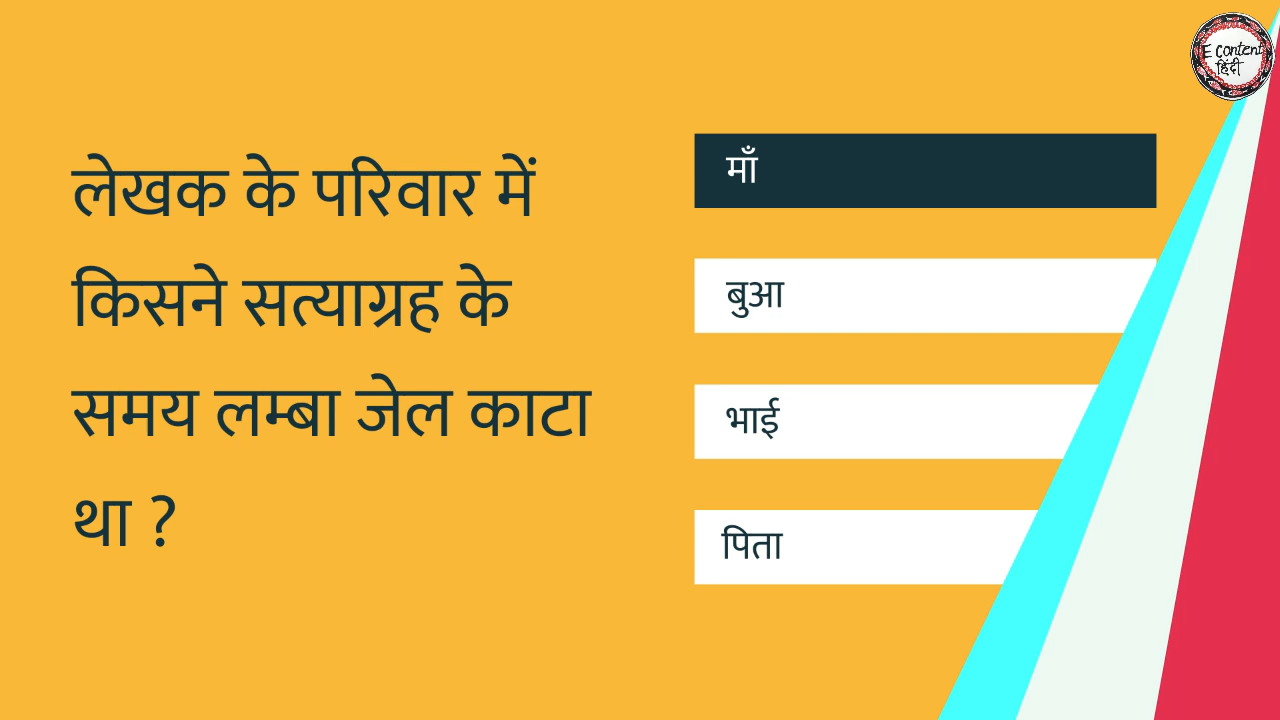 लेखक के परिवार में
किसने सत्याग्रह के
समय लम्बा जेल काटा
था ?
माँ
बुआ
भाई
पिता
E Content
हिंदी